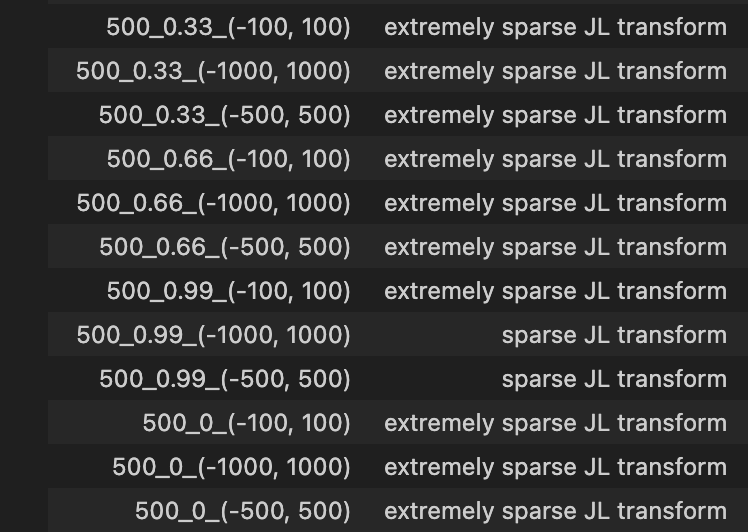 500_0.33_(-100, 100) extremely sparse JL transform
500_0.33_(-1000, 1000) extremely sparse JL transform
500_0.33_(-500, 500) extremely sparse JL transform
500_0.66_(-100, 100) extremely sparse JL transform
500_0.66_(-1000, 1000) extremely sparse JL transform
500_0.66_(-500, 500) extremely sparse JL transform
500_0.99_(-100, 100) extremely sparse JL transform
500_0.99_(-1000, 1000) sparse JL transform
500_0.99_(-500, 500) sparse JL transform
500_0_(-100, 100) extremely sparse JL transform
500_0_(-1000, 1000) extremely sparse JL transform
500_0_(-500, 500) extremely sparse JL transform